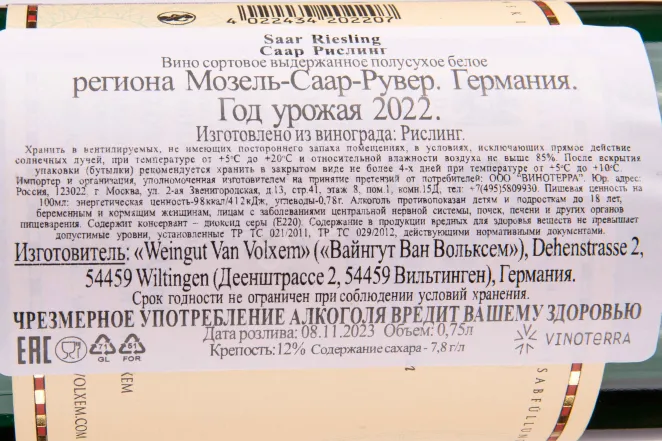 4022434202207
Saar Riesling
Саар Рислинг
Вино сортовое выдержанное полусухое белое
региона Мозель-Саар-Рувер. Германия.
Год урожая 2022.
Изготовлено из винограда: Рислинг.
Хранить в вентилируемых, не имеющих постороннего запаха помещениях, в условиях, исключающих прямое действие
солнечных лучей, при температуре от +5°С до +20°С и относительной влажности воздуха не выше 85%. После вскрытия
упаковки (бутылки) рекомендуется хранить в закрытом виде не более 4-х дней при температуре от +5°С до +10°С.
Импортер и организация, уполномоченная изготовителем на принятие претензий от потребителей: ООО "ВИНОТЕРРА". Юр. адрес:
Россия, 123022, г. Москва, ул. 2-ая Звенигородская, д.13, стр.41, этаж 8, пом.1, комн.15Д, тел: +7(495)5809930. Пищевая ценность на
100мл: энергетическая ценность-98ккал/412кДж, углеводы-0,78г. Алкоголь противопоказан детям и подросткам до 18 лет,
беременным и кормящим женщинам, лицам с заболеваниями центральной нервной системы, почек, печени и других органов
пищеварения. Содержит консервант – диоксид серы (Е220). Содержание в продукции вредных для здоровья веществ не превышает
допустимые уровни, установленные ТР ТС 021/2011, ТР ТС 029/2012, действующими нормативными документами.
Изготовитель: «Weingut Van Volxem» («Вайнгут Ван Вольксем»), Dehenstrasse 2,
54459 Wiltingen (Деенштрассе 2, 54459 Вильтинген), Германия.
Срок годности не ограничен при соблюдении условий хранения.
ЧРЕЗМЕРНОЕ УПОТРЕБЛЕНИЕ АЛКОГОЛЯ ВРЕДИТ ВАШЕМУ ЗДОРОВЬЮ
Дата розлива: 08.11.2023 Объем: 0,75л
Крепость:12% Содержание сахара - 7,8 г/л
EAC
71
GL
51
FOR
VINOTERRA
VOLXEM.COM
XEM
SABFÜLLUN